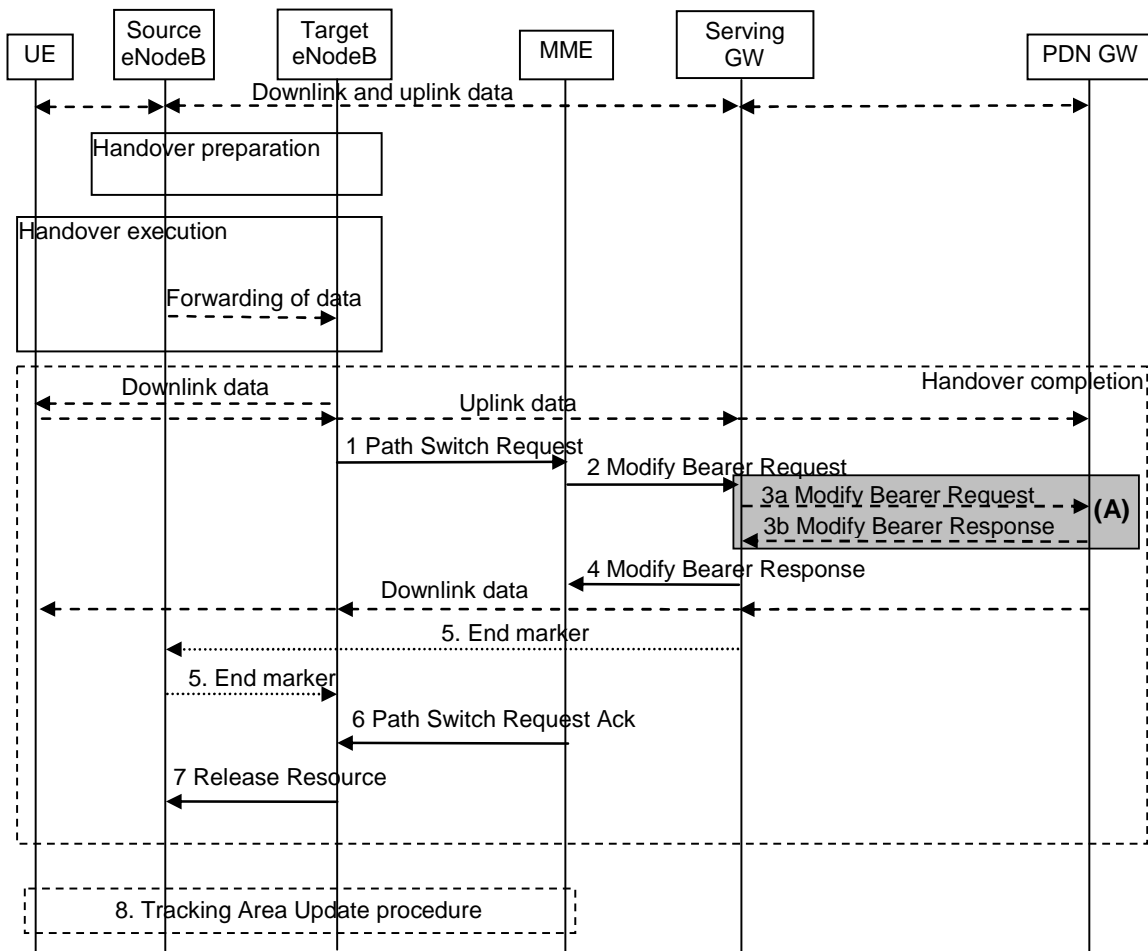 UE
Source
eNodeB
Target
eNodeB
MME
Serving
GW
PDN GW
Downlink and uplink data
Handover preparation
Handover execution
Forwarding of data
Handover completion
Downlink data
Uplink data
1 Path Switch Request
2 Modify Bearer Request
3a Modify Bearer Request
(A)
3b Modify Bearer Response
4 Modify Bearer Response
Downlink data
5. End marker
5. End marker
6 Path Switch Request Ack
7 Release Resource
8. Tracking Area Update procedure